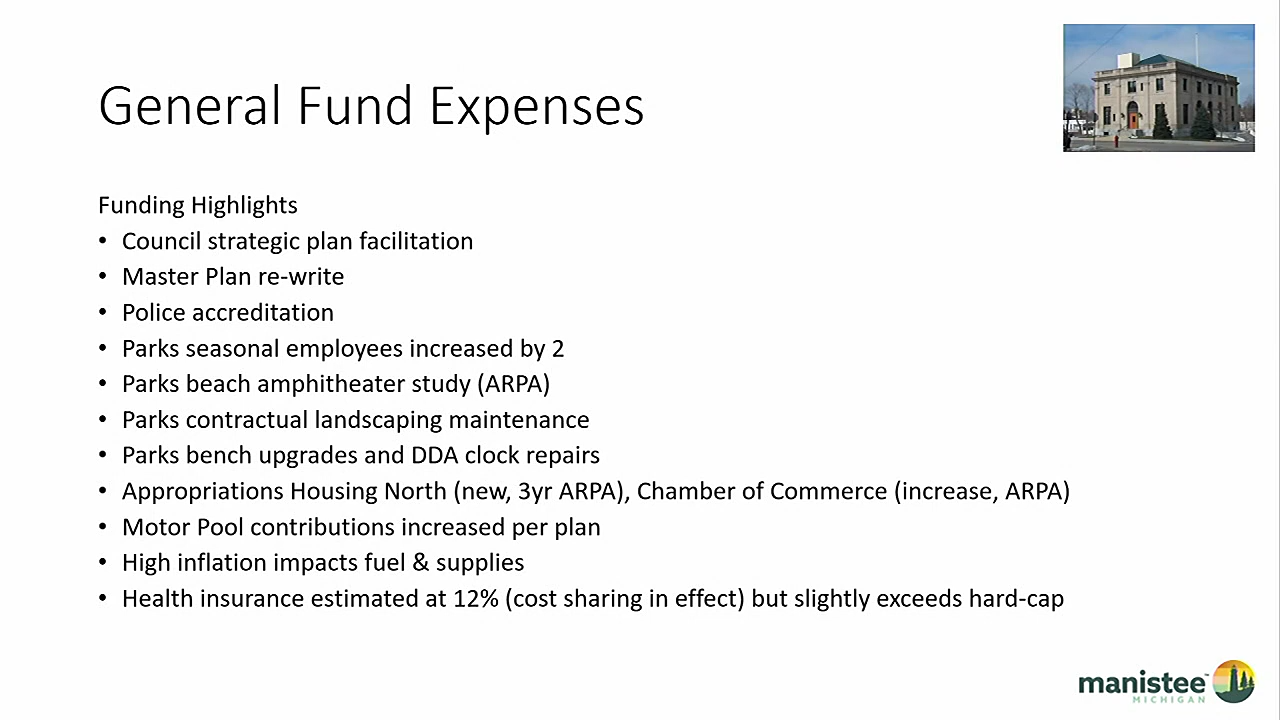 General Fund Expenses
Funding Highlights
• Council strategic plan facilitation
• Master Plan re-write
• Police accreditation
• Parks seasonal employees increased by 2
• Parks beach amphitheater study (ARPA)
• Parks contractual landscaping maintenance
• Parks bench upgrades and DDA clock repairs
• Appropriations Housing North (new, 3yr ARPA), Chamber of Commerce (increase, ARPA)
• Motor Pool contributions increased per plan
• High inflation impacts fuel & supplies
• Health insurance estimated at 12% (cost sharing in effect) but slightly exceeds hard-cap
manistee
MICHIGAN